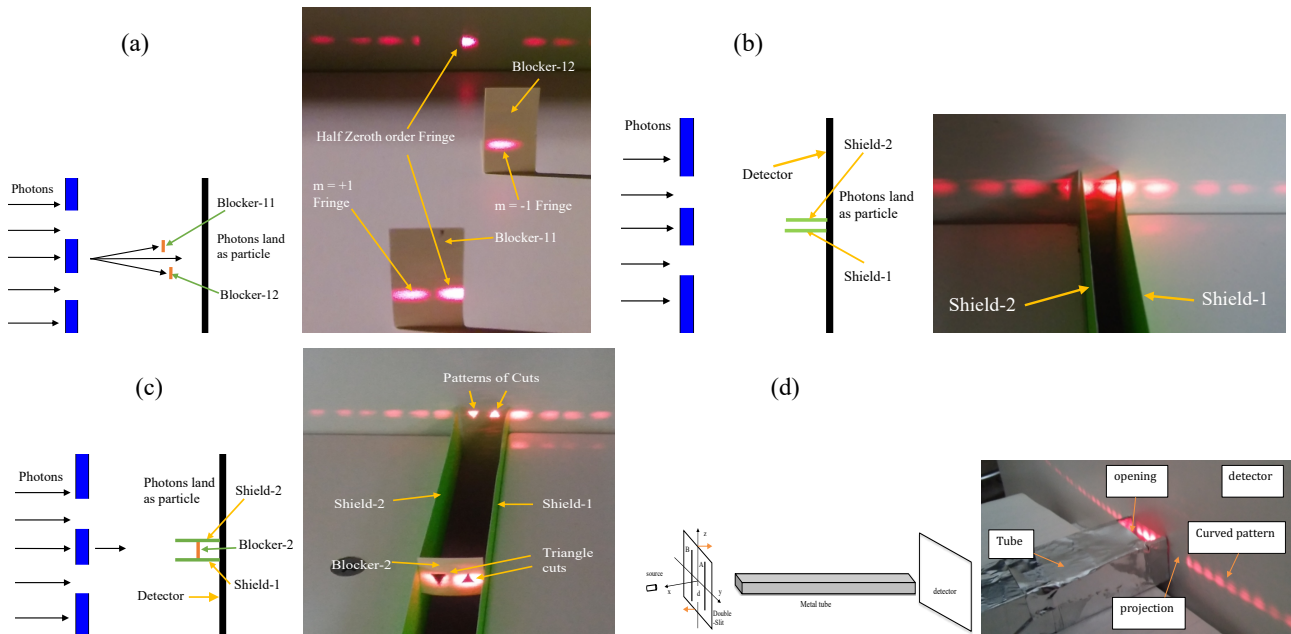 (a)
Photons
Blocker-11
Photons land
as particle
Blocker-12
Blocker-12
Half Zeroth order Fringe
m = +1
Fringe
m = -1 Fringe
Blocker-11
(b)
Photons
Shield-2
Detector
Photons land
as particle
Shield-1
Shield-2
Shield-1
(c)
Photons
Photons land
as particle
Shield-2
Blocker-2
Shield-1
Detector
Patterns of Cuts
Shield-2
Shield-1
Blocker-2
Triangle
cuts
(d)
source
z
B
A
d
x
y
Double
-Slit
Metal tube
detector
opening
detector
Tube
Curved pattern
projection